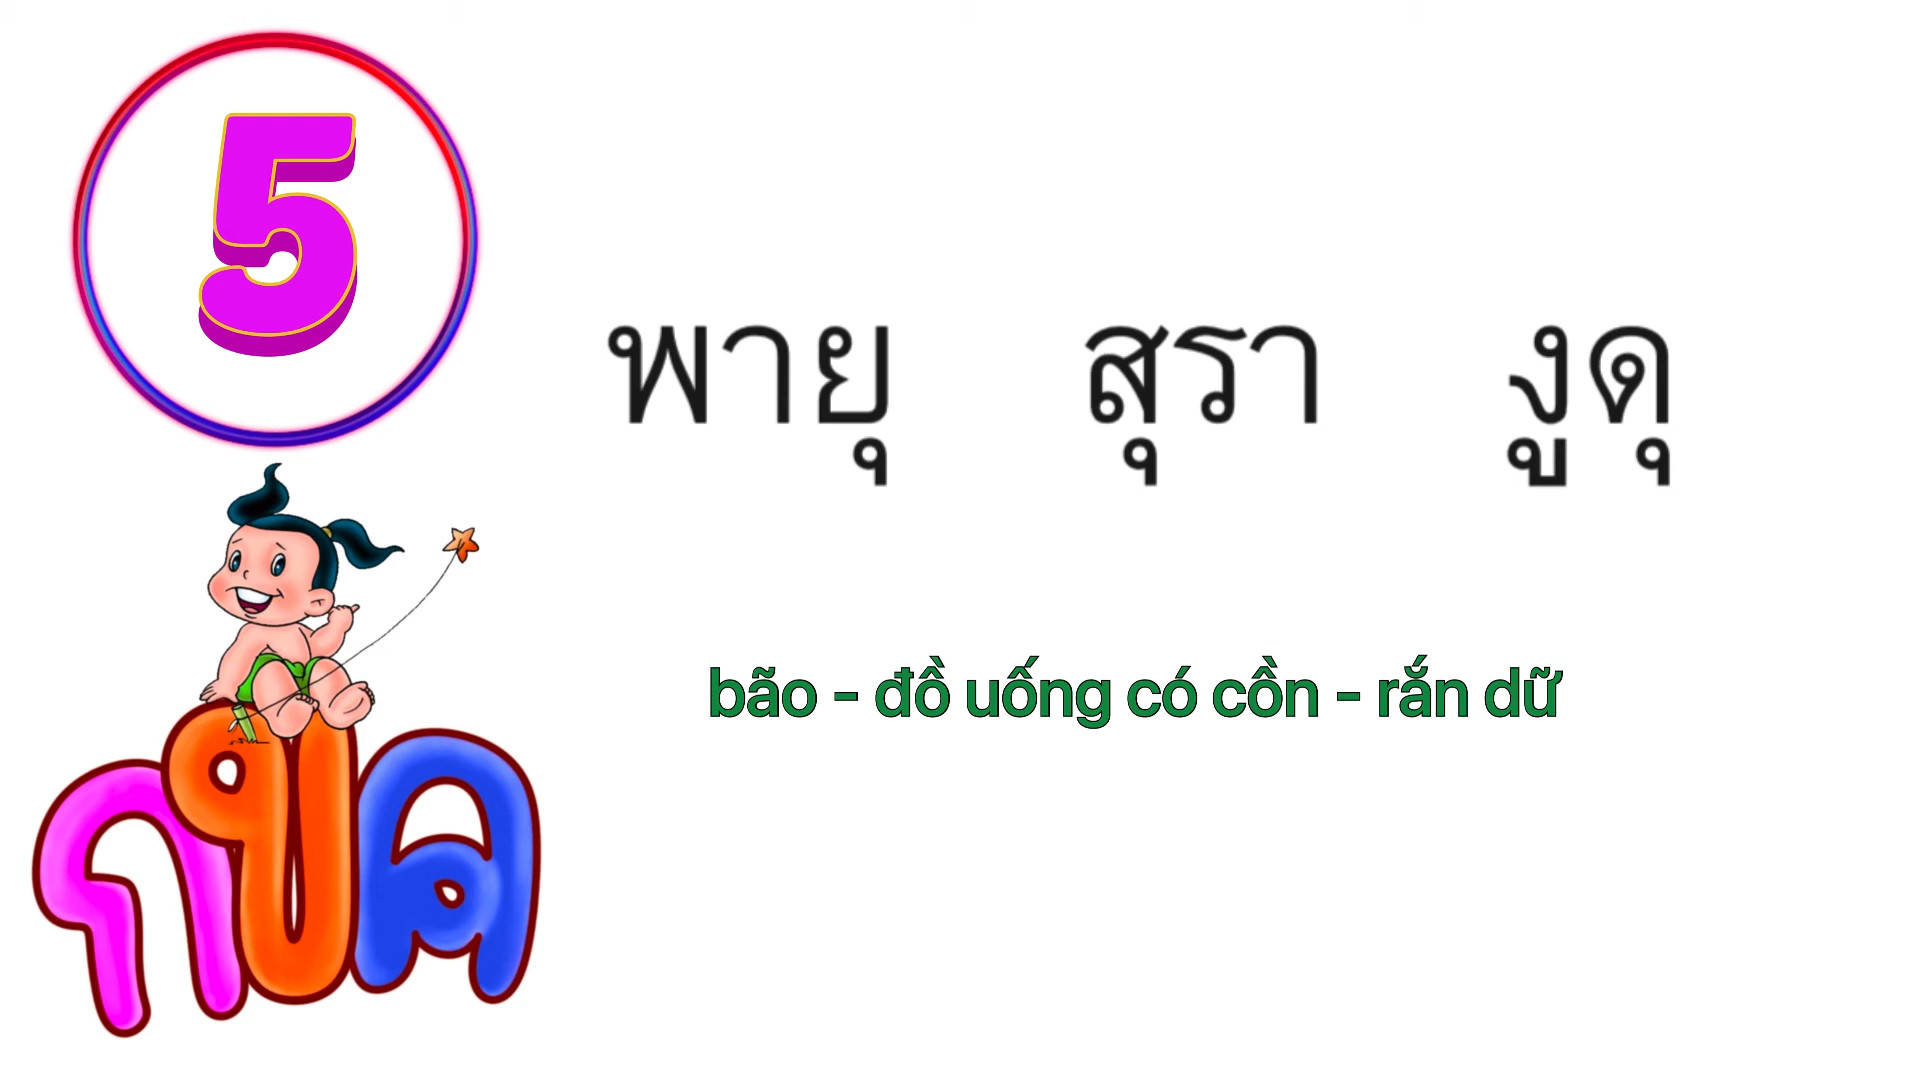 5
พายุ สุรา งูดุ
bão - đồ uống có cồn - rắn dữ
กขค